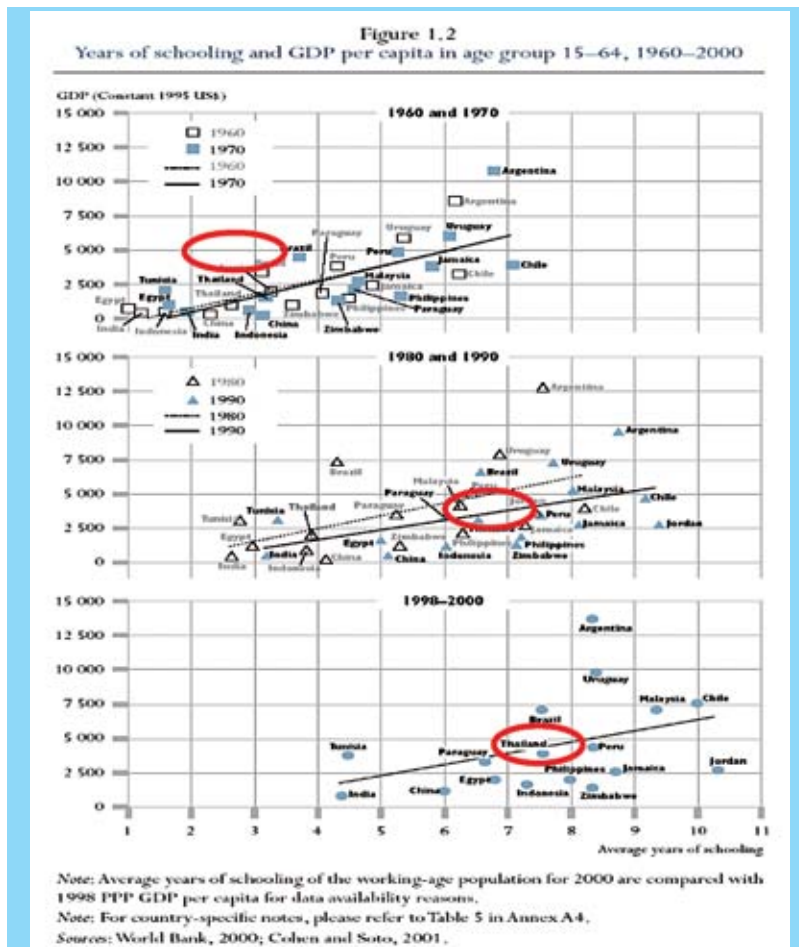 Figure 1.2
Years of schooling and GDP per capita in age group 15–64, 1960–2000
GDP (Constant 1995 US$)
1960 and 1970
15 000
12 500
10 000
7 500
5 000
2 500
0
1960
1970
1960
1970
Argentina
Argentina
Paraguay
Uruguay
Uruguay
Peru
Peru
Jamaica
Chile
Chile
Tunisia
Thailand
Malaysia
Jamaica
Egypt
Egypt
Thailand
Philippines
Philippines
Paraguay
India
Indonesia
India
China
Indonesia
China
Zimbabwe
Zimbabwe
1980 and 1990
15 000
12 500
10 000
7 500
5 000
2 500
0
1980
1990
1980
1990
Argentina
Argentina
Uruguay
Uruguay
Brazil
Brazil
Malaysia
Peru
Malaysia
Paraguay
Paraguay
Chile
Chile
Tunisia
Tunisia
Thailand
Peru
Jamaica
Jamaica
Jordan
Egypt
Egypt
Zimbabwe
Philippines
Philippines
India
India
Indonesia
China
China
Indonesia
Zimbabwe
1998–2000
15 000
12 500
10 000
7 500
5 000
2 500
0
Argentina
Uruguay
Malaysia
Chile
Brazil
Tunisia
Thailand
Peru
Paraguay
Jordan
Philippines
Jamaica
Egypt
India
China
Indonesia
Zimbabwe
1 2 3 4 5 6 7 8 9 10 11
Average years of schooling
Note: Average years of schooling of the working-age population for 2000 are compared with
1998 PPP GDP per capita for data availability reasons.
Note: For country-specific notes, please refer to Table 5 in Annex A4.
Sources: World Bank, 2000; Cohen and Soto, 2001.